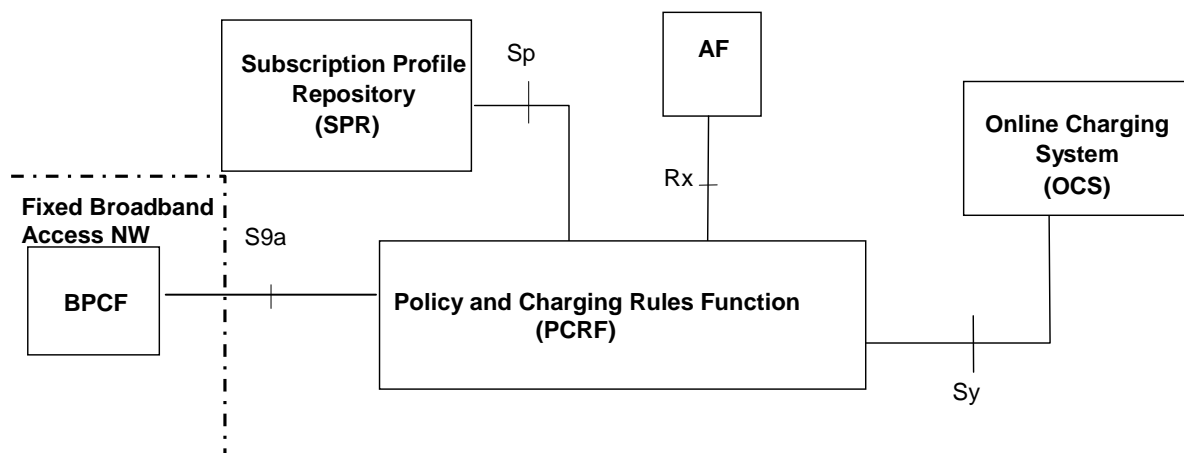 Subscription Profile
Repository
(SPR)
Sp
AF
Online Charging
System
(OCS)
Rx
Fixed Broadband
Access NW
S9a
BPCF
Policy and Charging Rules Function
(PCRF)
Sy